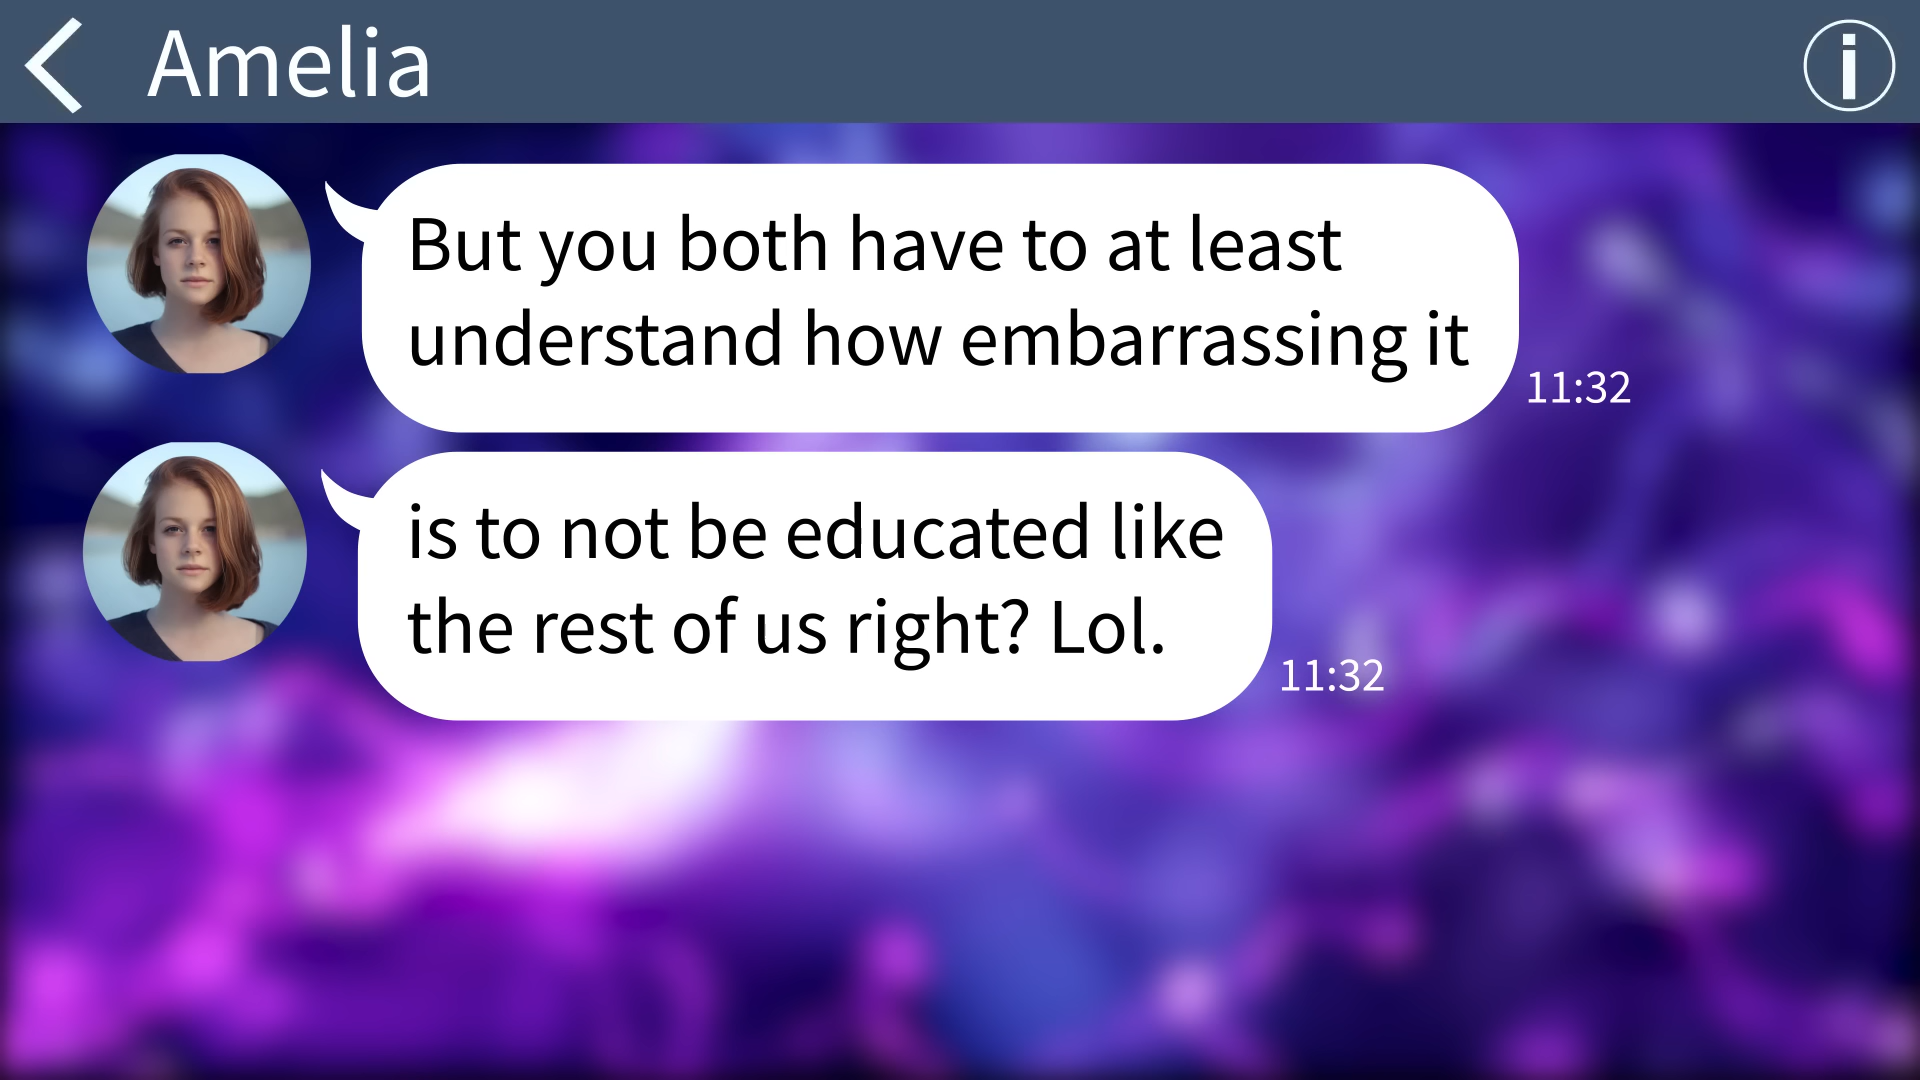 Amelia
But you both have to at least
understand how embarrassing it
11:32
is to not be educated like
the rest of us right? Lol.
11:32